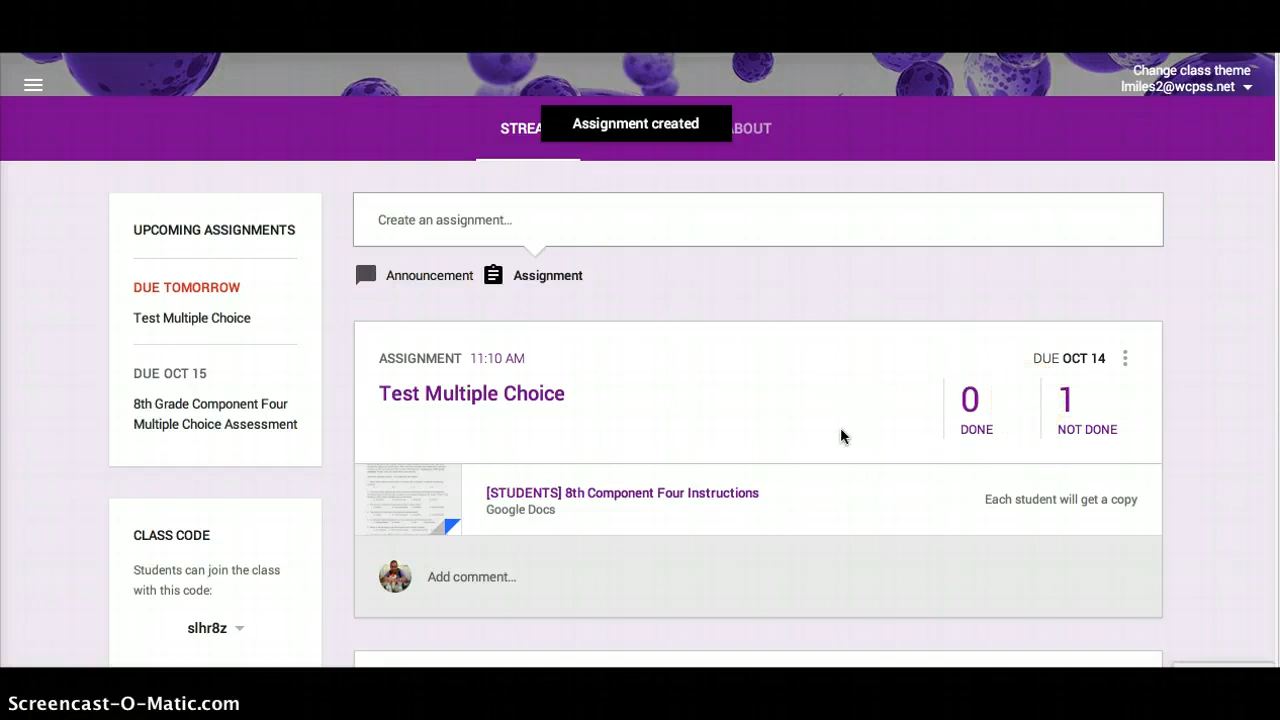 Change class theme
lmiles2@wcpss.net
STREA
Assignment created
ABOUT
UPCOMING ASSIGNMENTS
DUE TOMORROW
Test Multiple Choice
DUE OCT 15
8th Grade Component Four
Multiple Choice Assessment
CLASS CODE
Students can join the class
with this code:
slhr8z
Create an assignment...
Announcement
Assignment
ASSIGNMENT 11:10 AM
DUE OCT 14
Test Multiple Choice
0
DONE
1
NOT DONE
[STUDENTS] 8th Component Four Instructions
Google Docs
Each student will get a copy
Add comment...
Screencast-O-Matic.com